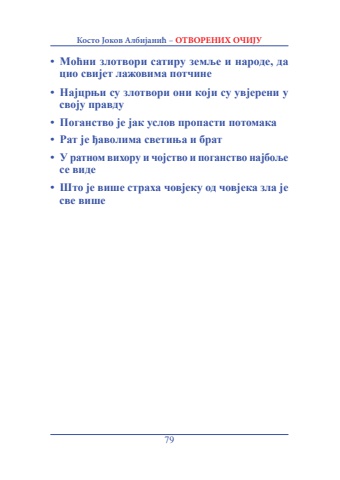 Косто Јоков Албијанић – ОТВОРЕНИХ ОЧИЈУ
• Моћни злотвори сатиру земље и народе, да
цио свијет лажовима потчине
• Најцрњи су злотвори они који су увјерени у
своју правду
• Поганство је јак услов пропасти потомака
• Рат је ђаволима светиња и брат
• У ратном вихору и чојство и поганство најбоље
се виде
• Што је више страха човјеку од човјека зла је
све више
79